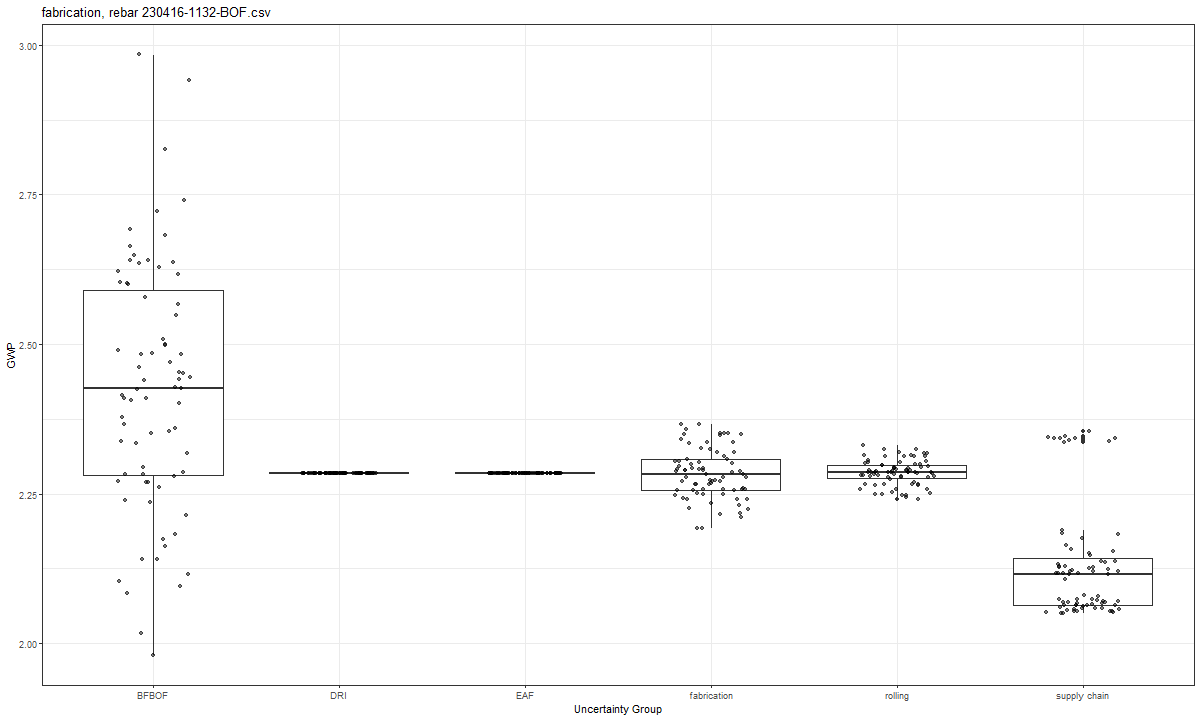 fabrication, rebar 230416-1132-BOF.csv
3.00
2.75
2.50
2.25
2.00
GWP
BFBOF DRI EAF fabrication rolling supply chain
Uncertainty Group